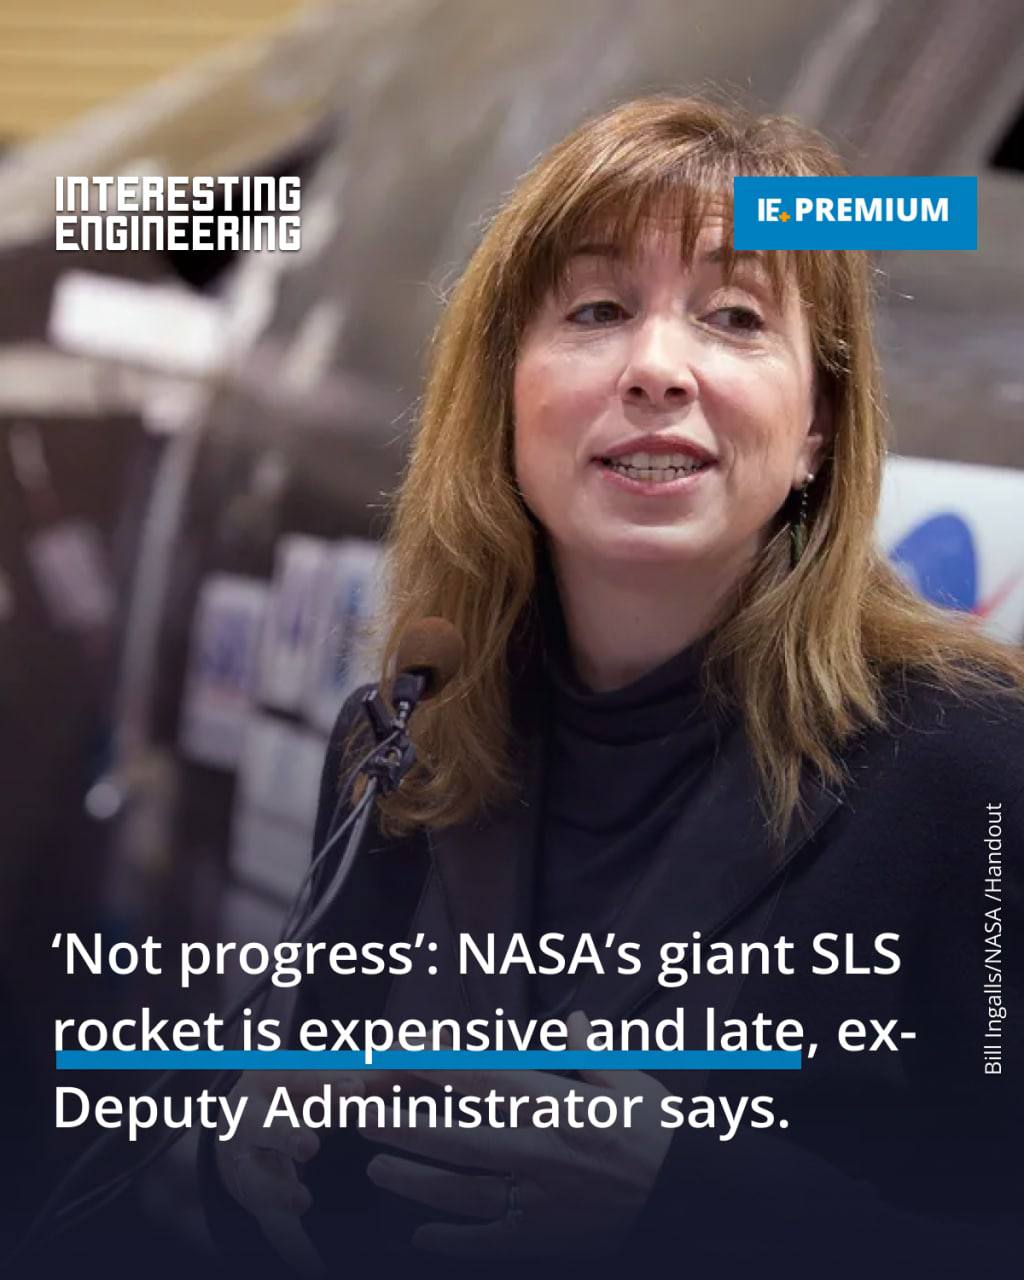 INTERESTING
ENGINEERING
IE+ PREMIUM
‘Not progress’: NASA’s giant SLS
rocket is expensive and late, ex-
Deputy Administrator says.
Bill Ingalls/NASA /Handout